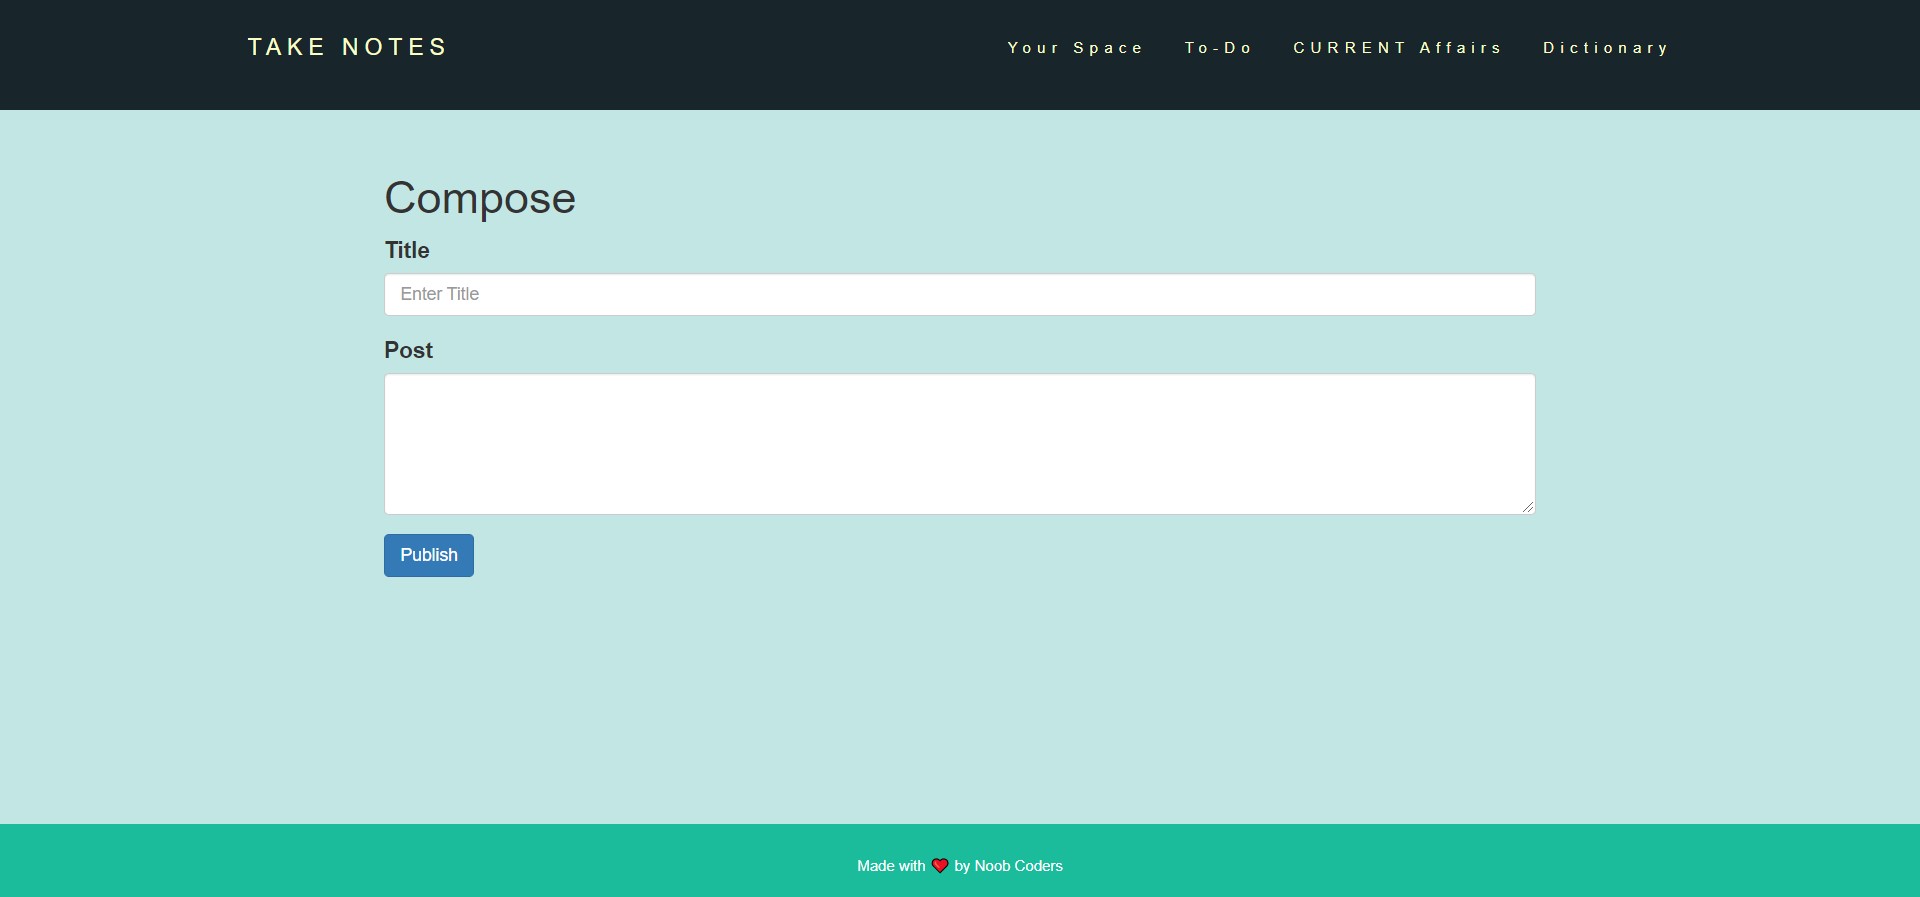 TAKE NOTES
Your Space To-Do CURRENT Affairs Dictionary
Compose
Title
Enter Title
Post
Publish
Made with ❤ by Noob Coders